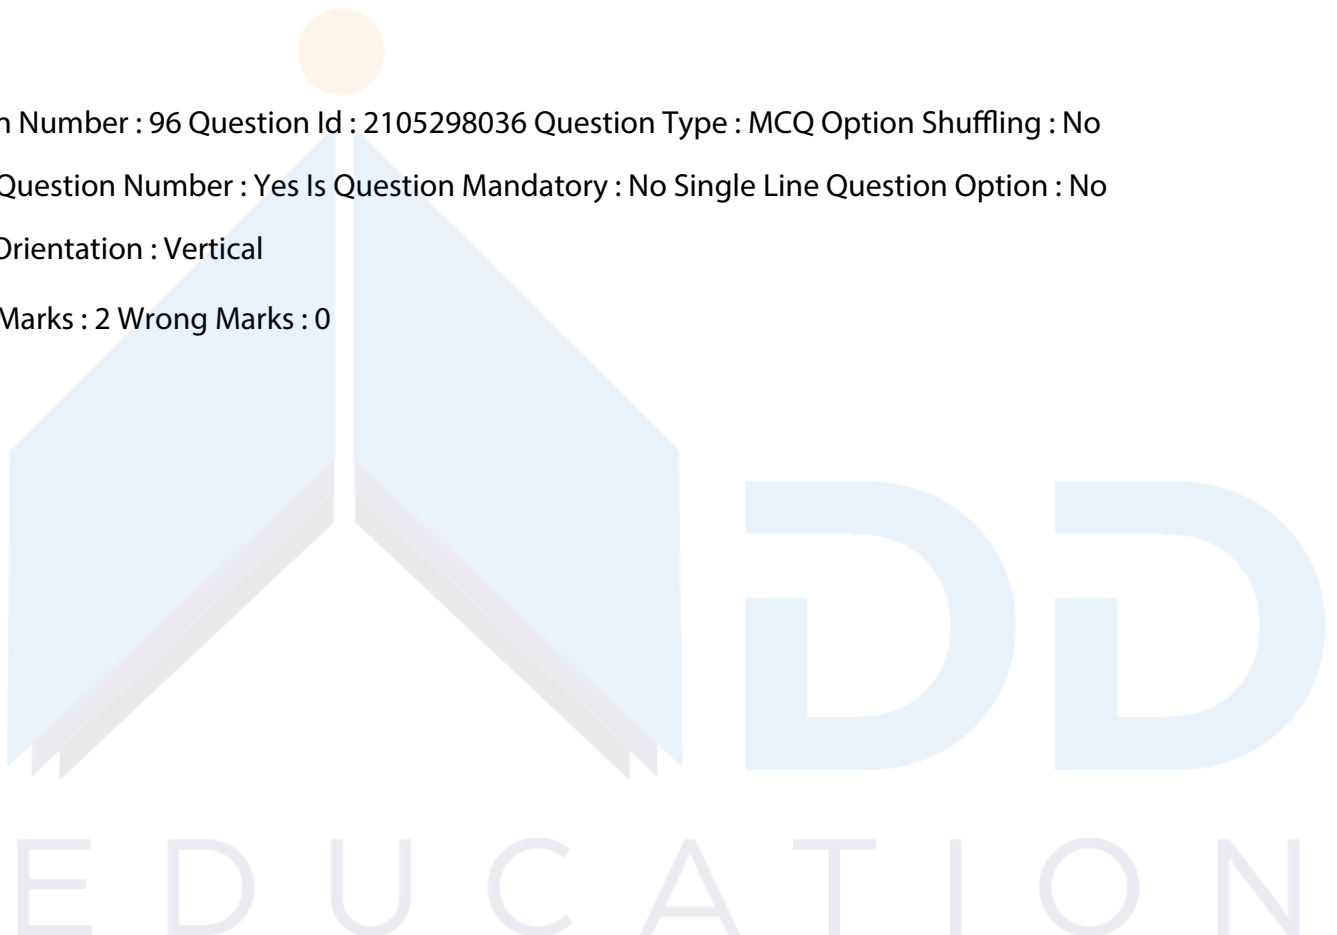 n Number : 96 Question Id : 2105298036 Question Type : MCQ Option Shuffling : No
Question Number : Yes Is Question Mandatory : No Single Line Question Option : No
Orientation : Vertical
Marks : 2 Wrong Marks : 0
DD
EDUCATION